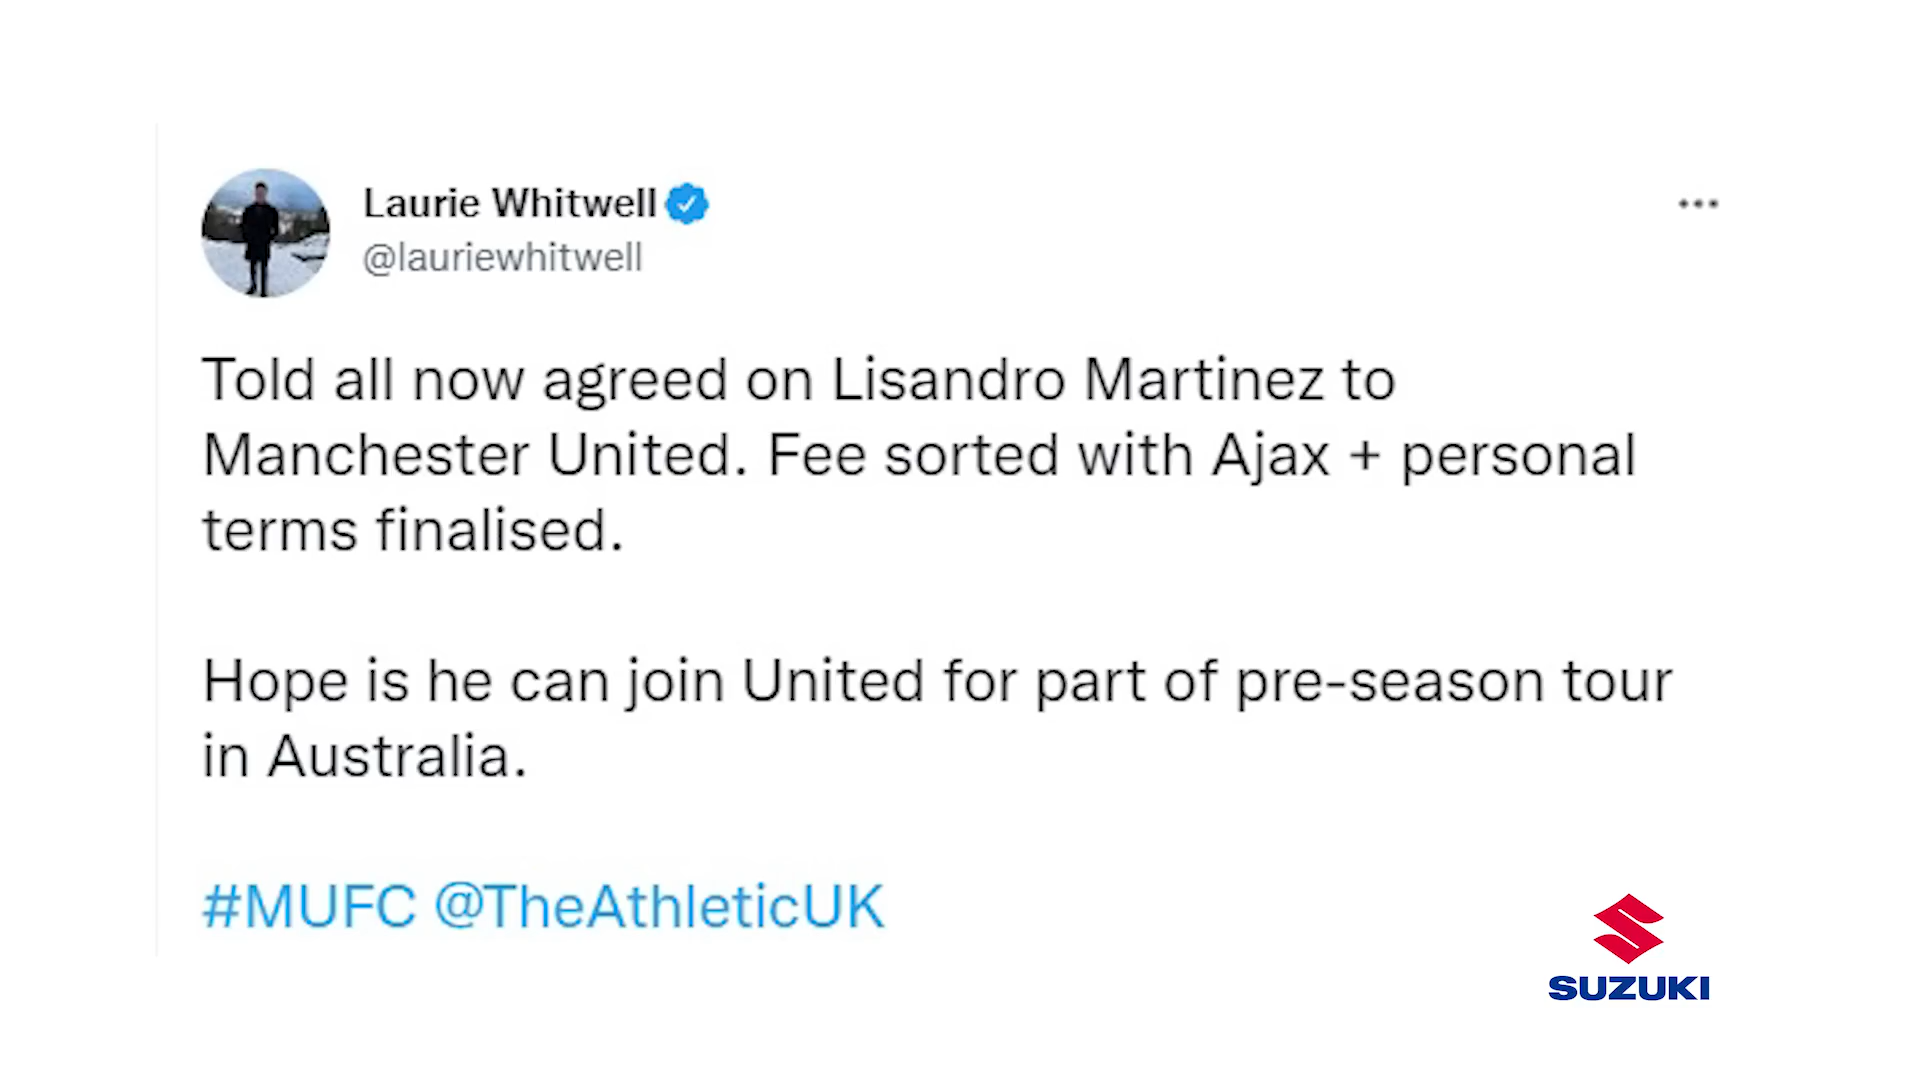 Laurie Whitwell
@lauriewhitwell
Told all now agreed on Lisandro Martinez to
Manchester United. Fee sorted with Ajax + personal
terms finalised.
Hope is he can join United for part of pre-season tour
in Australia.
#MUFC @TheAthleticUK
SUZUKI